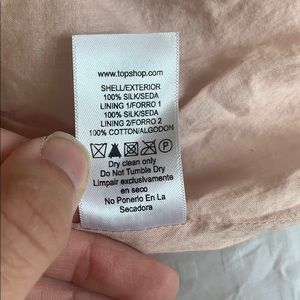 www.topshop.com
SHELL/EXTERIOR
100% SILK/SEDA
LINING 1/FORRO 1
100% SILK/SEDA
LINING 2/FORRO 2
100% COTTON/ALGODON
P
Dry clean only
Do Not Tumble Dry
Limpiar expaidamente
en seco
No Ponerlo En La
Secadora